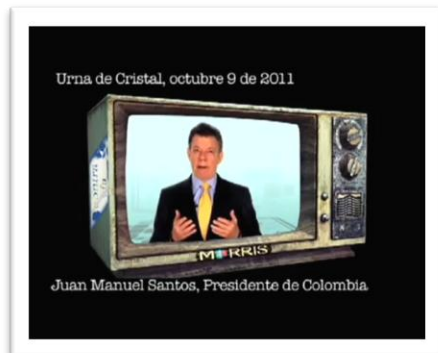 Urna de Cristal, octubre 9 de 2011
MORRIS
Juan Manuel Santos, Presidente de Colombia